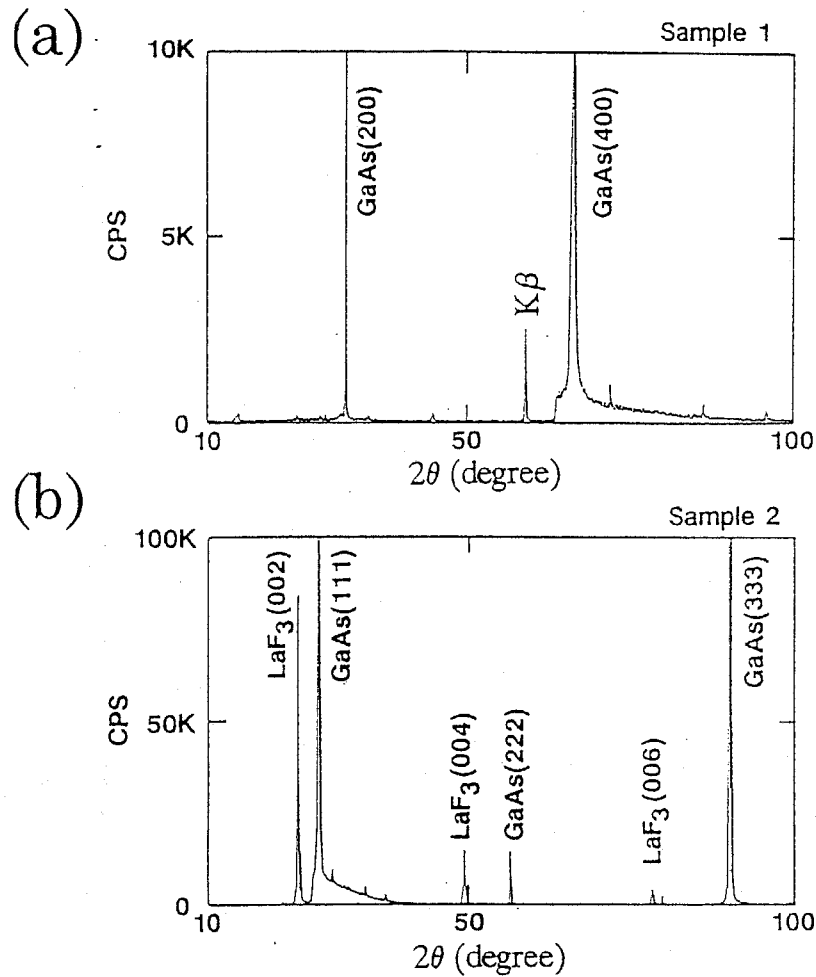 (a)
Sample 1
10K
5K
0
CPS
GaAs(200)
Kβ
GaAs(400)
10
50
100
2θ (degree)
(b)
Sample 2
100K
50K
0
CPS
LaF₃(002)
GaAs(111)
LaF₃(004)
GaAs(222)
LaF₃(006)
GaAs(333)
10
50
100
2θ (degree)